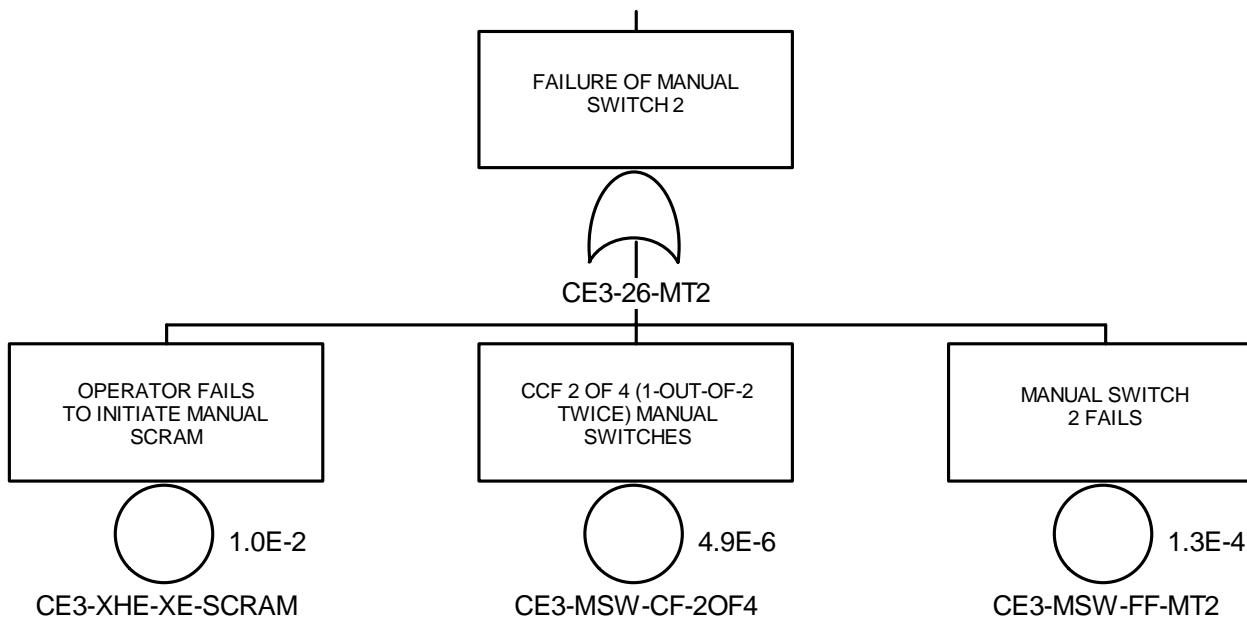 FAILURE OF MANUAL
SWITCH 2
CE3-26-MT2
OPERATOR FAILS
TO INITIATE MANUAL
SCRAM
CCF 2 OF 4 (1-OUT-OF-2
TWICE) MANUAL
SWITCHES
MANUAL SWITCH
2 FAILS
1.0E-2
4.9E-6
1.3E-4
CE3-XHE-XE-SCRAM
CE3-MSW-CF-2OF4
CE3-MSW-FF-MT2